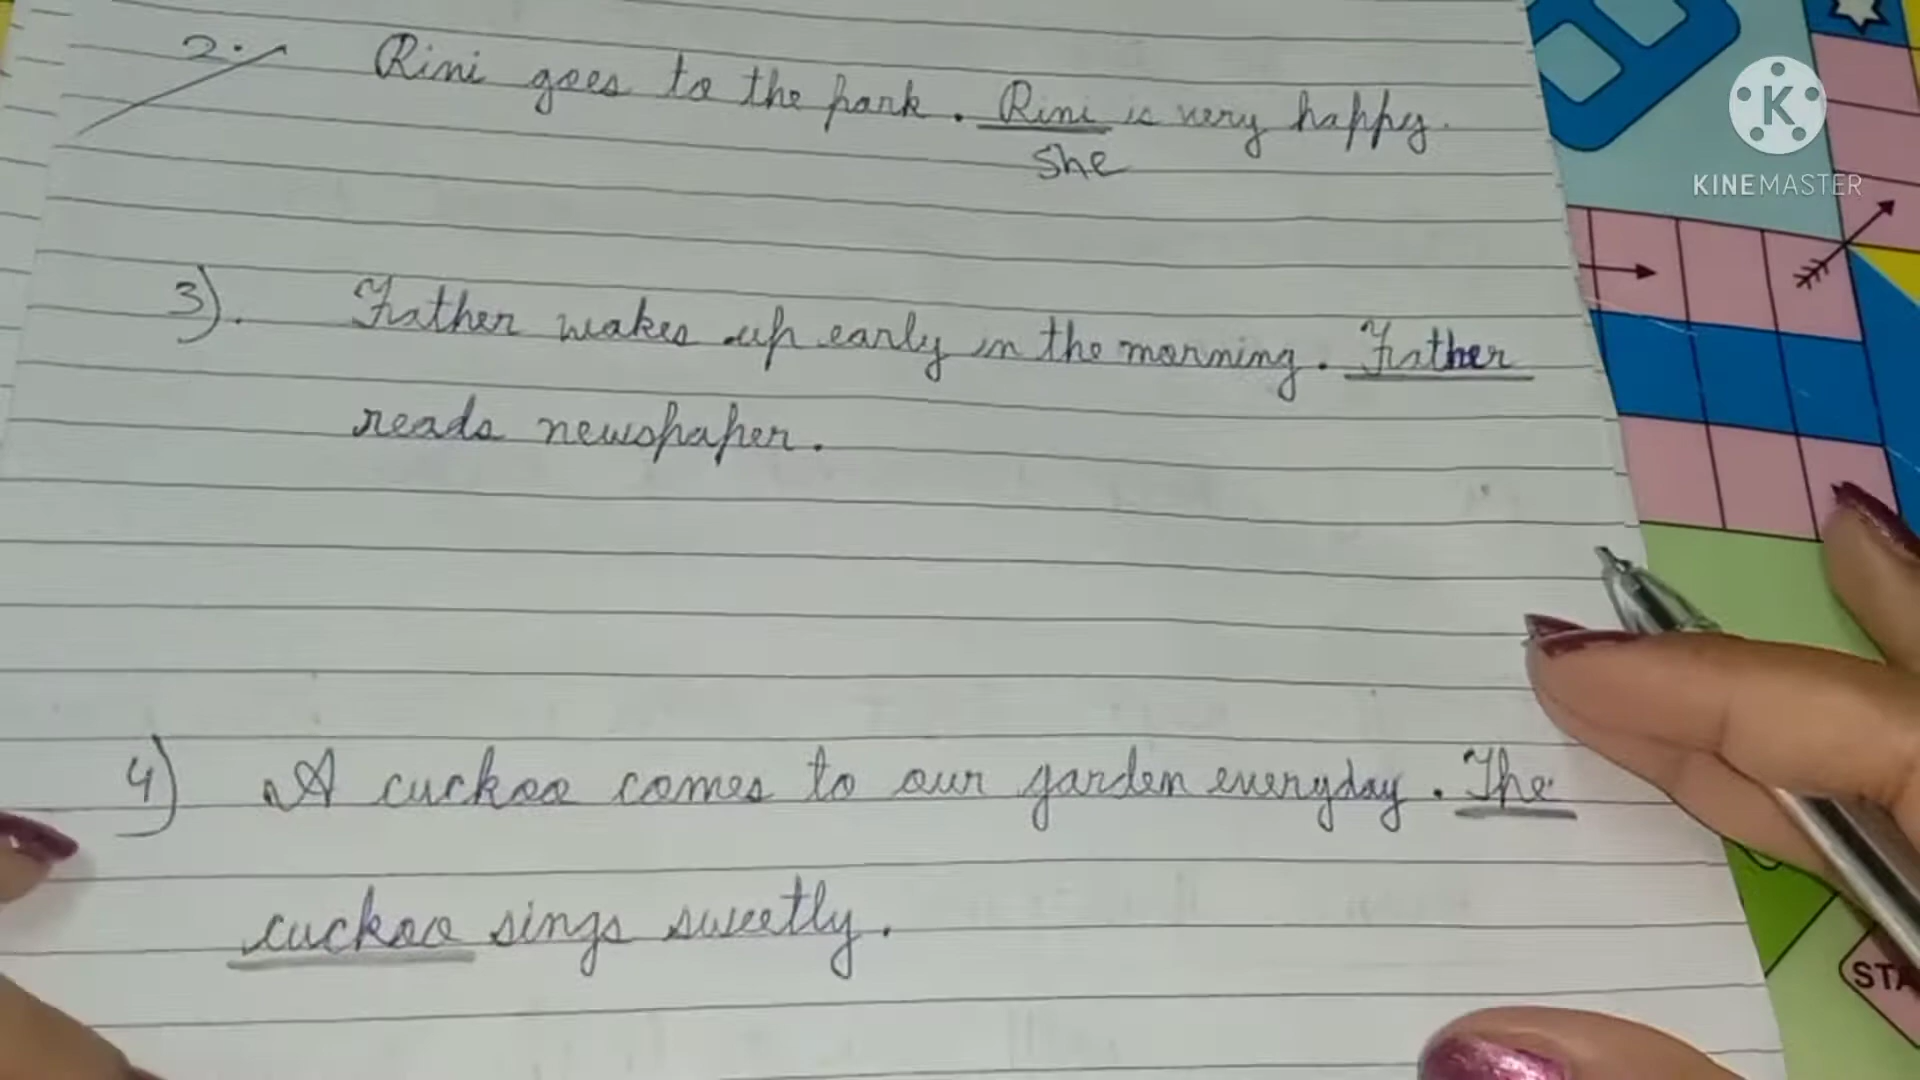 2. Rini goes to the park. Rini is very happy.
she
K
KINEMASTER
3). Father wakes up early in the morning. Father
reads newspaper.
4) A cuckoo comes to our garden everyday. The
cuckoo sings sweetly.
STA